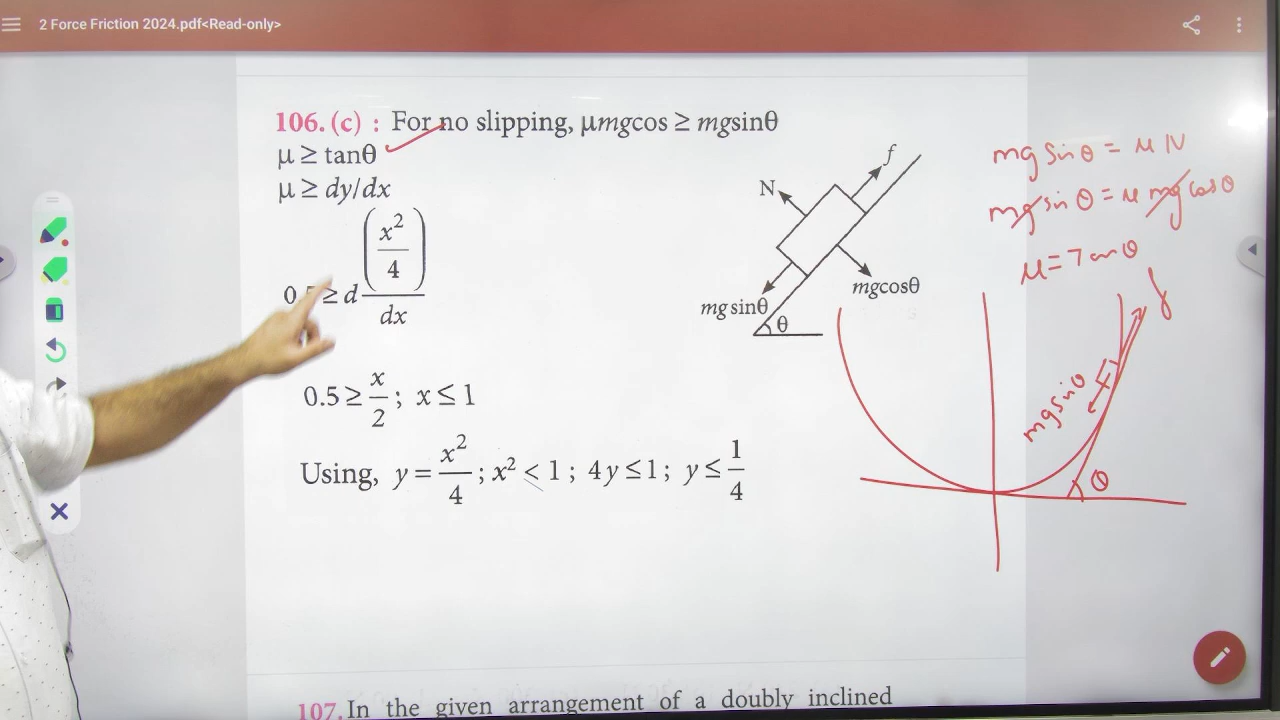 2 Force Friction 2024.pdf<Read-only>
106. (c) : For no slipping, μmgcos ≥ mgsinθ
μ ≥ tanθ
μ ≥ dy/dx
≥ d(x²/4)/dx
0.5 ≥ x/2 ; x ≤ 1
Using, y = x²/4 ; x² < 1 ; 4y ≤ 1 ; y ≤ 1/4
f
N
mg sinθ
mgcosθ
θ
mg sin θ = μ N
mg sin θ = μ mg cos θ
μ = Tan θ
mg sin θ
θ
107. In the given arrangement of a doubly inclined